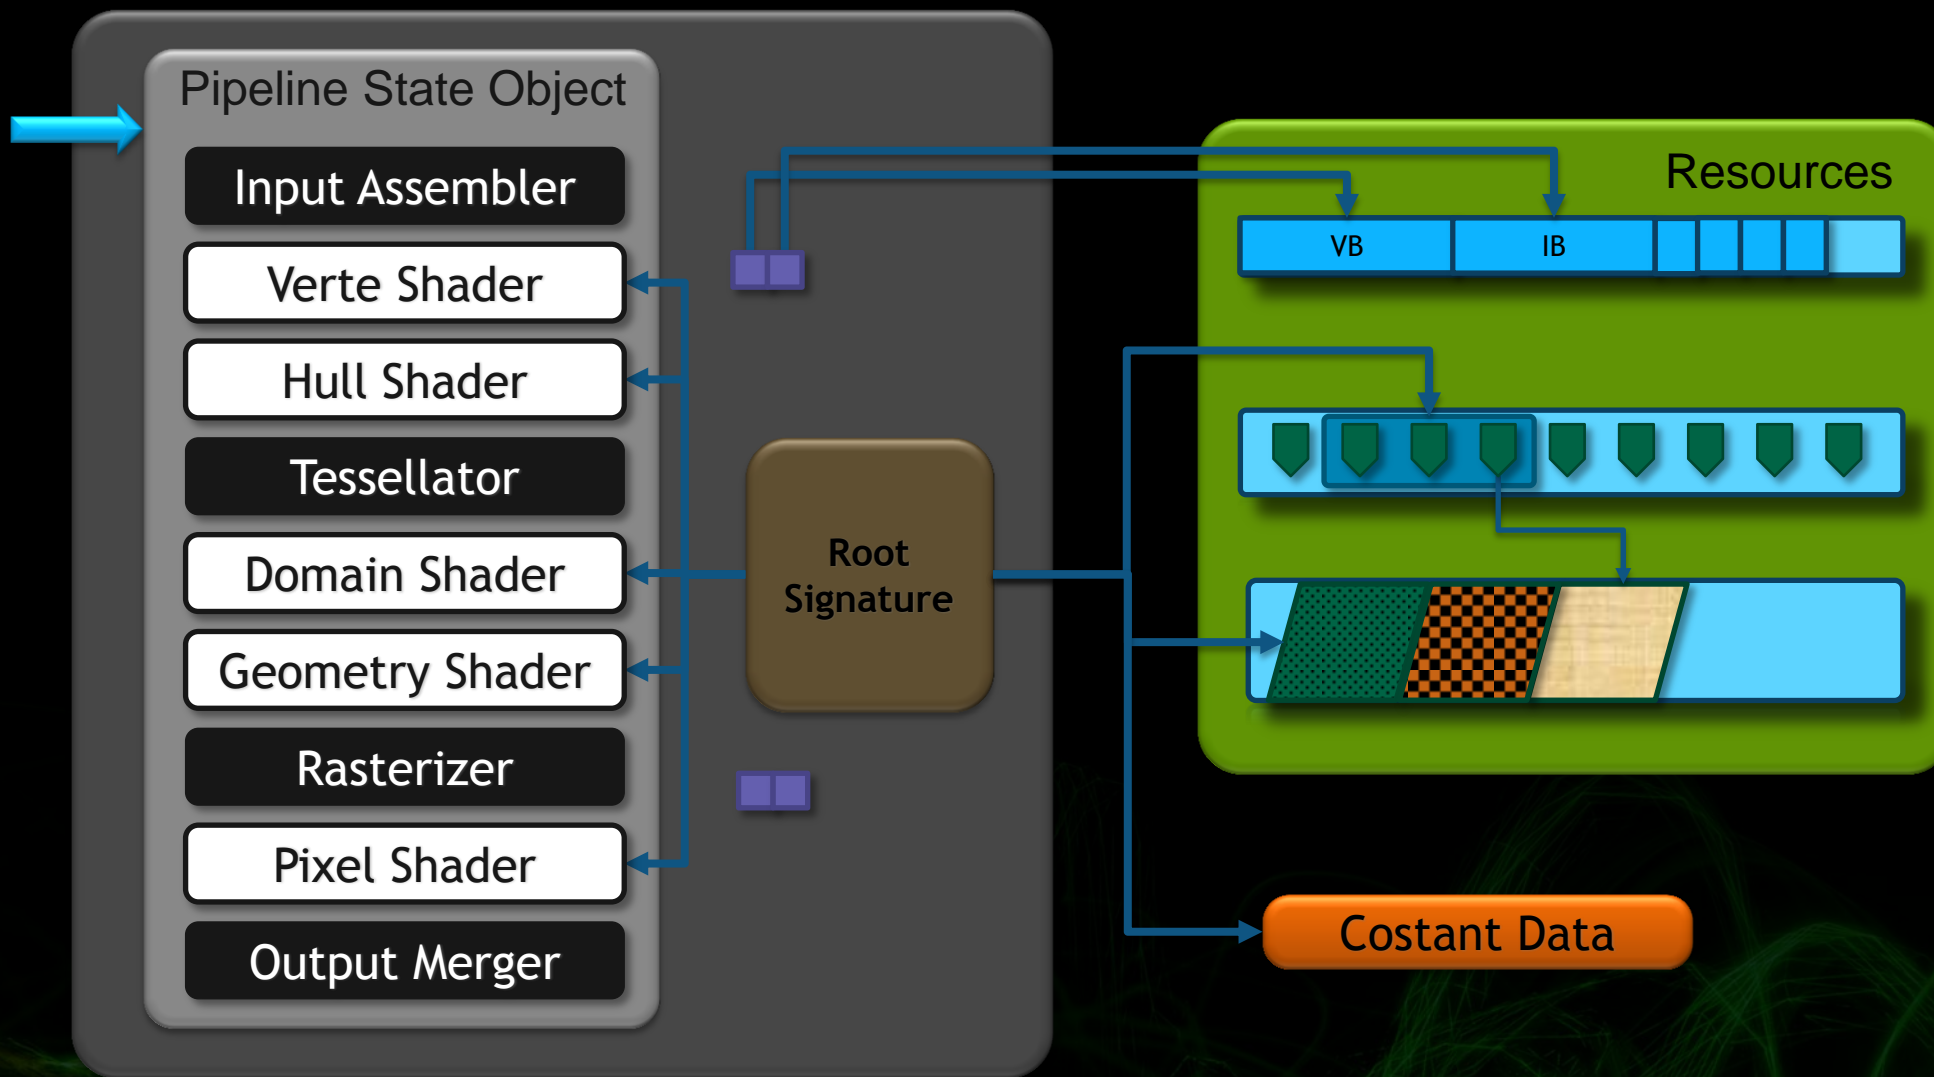 Pipeline State Object
Input Assembler
Verte Shader
Hull Shader
Tessellator
Domain Shader
Geometry Shader
Rasterizer
Pixel Shader
Output Merger
Root
Signature
Resources
VB
IB
Costant Data